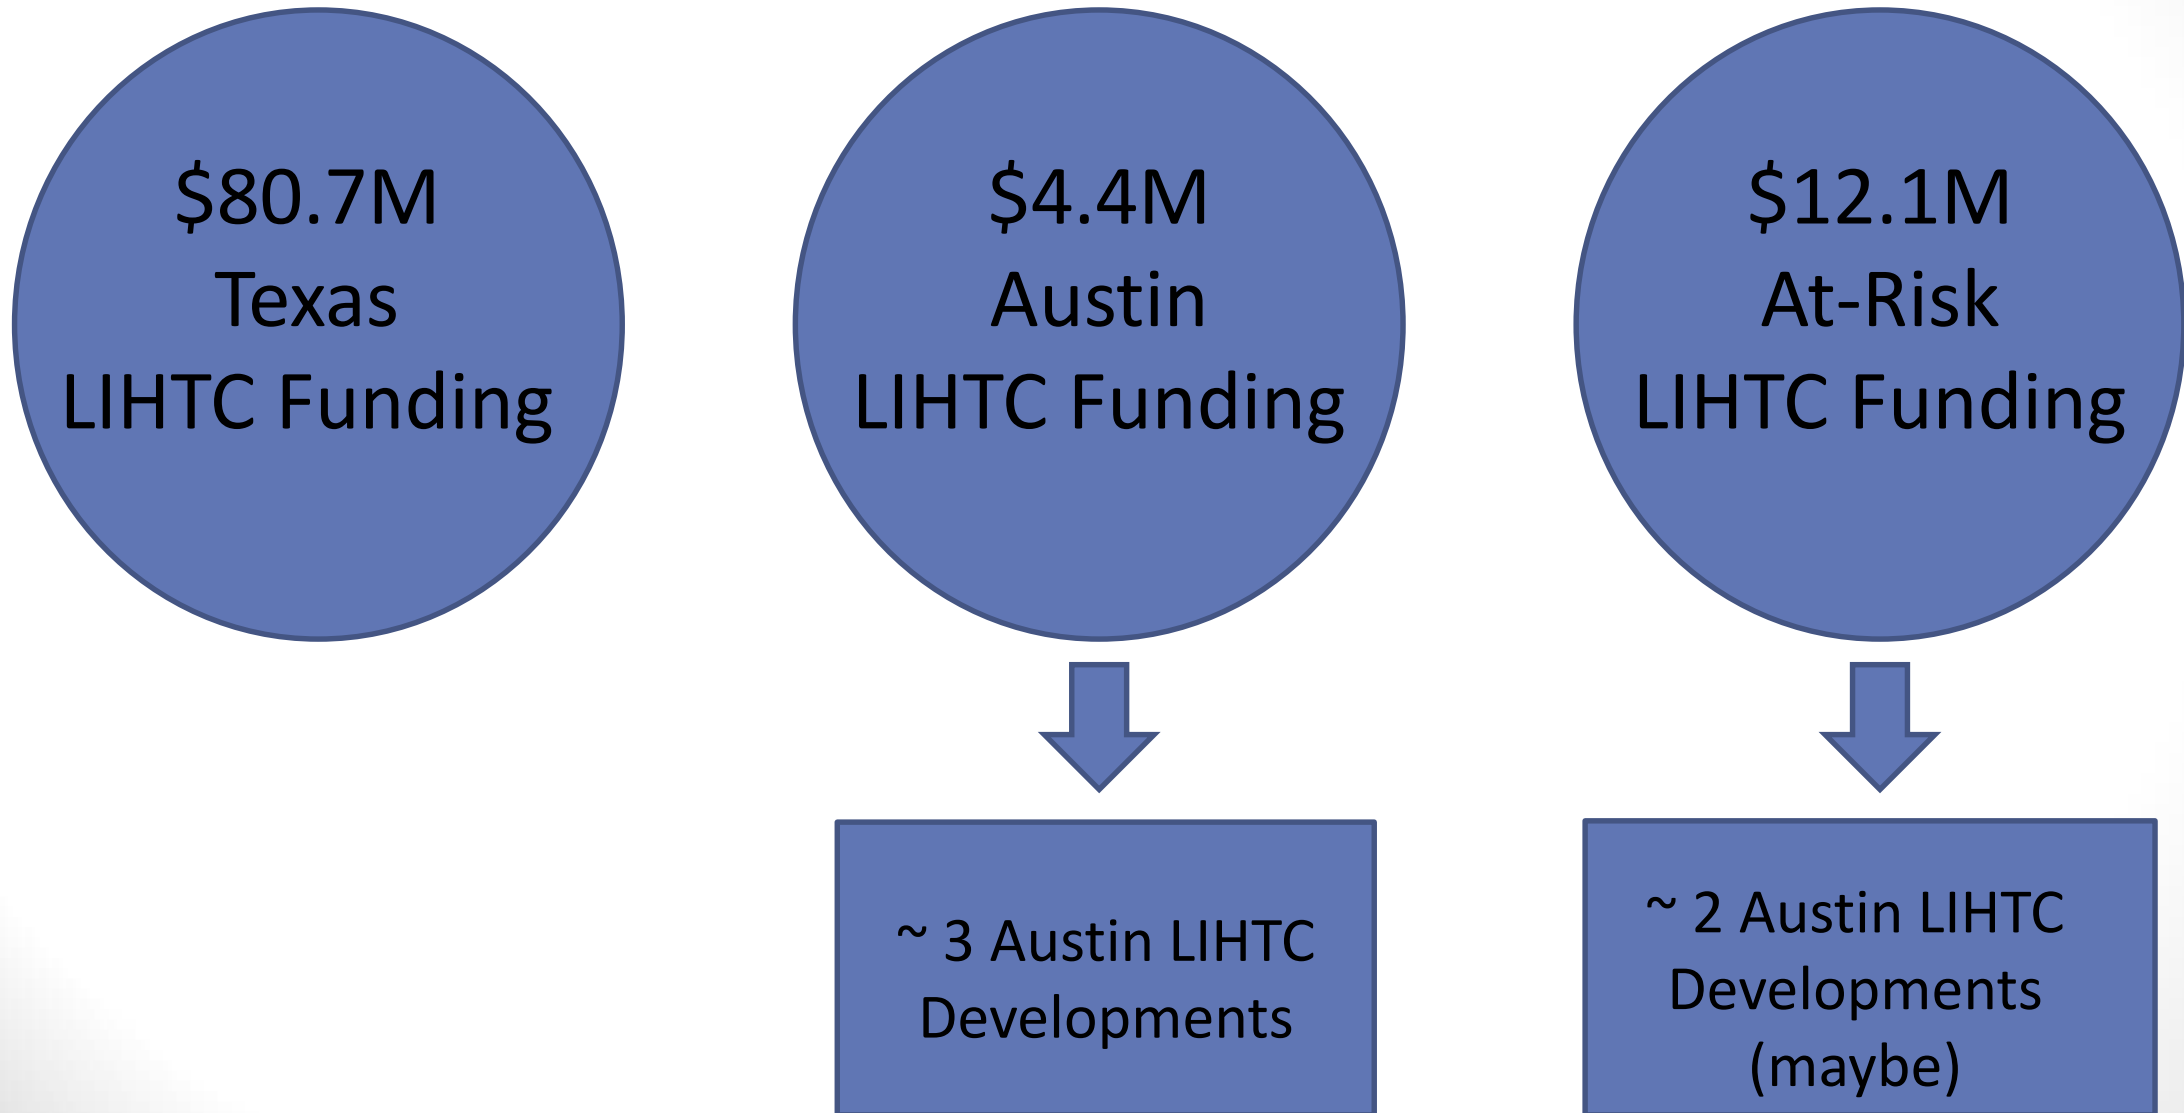 $80.7M
Texas
LIHTC Funding
$4.4M
Austin
LIHTC Funding
$12.1M
At-Risk
LIHTC Funding
~ 3 Austin LIHTC
Developments
~ 2 Austin LIHTC
Developments
(maybe)